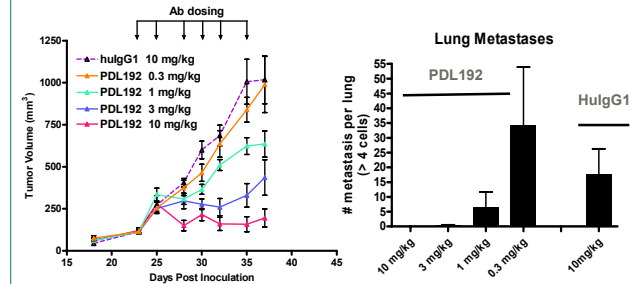 Ab dosing
1250
1000
750
500
250
0
Tumor Volume (mm³)
huIgG1 10 mg/kg
PDL192 0.3 mg/kg
PDL192 1 mg/kg
PDL192 3 mg/kg
PDL192 10 mg/kg
15 20 25 30 35 40 45
Days Post Inoculation
Lung Metastases
55
50
45
40
35
30
25
20
15
10
5
0
# metastasis per lung
(> 4 cells)
PDL192
HuIgG1
10 mg/kg
3 mg/kg
1 mg/kg
0.3 mg/kg
10mg/kg